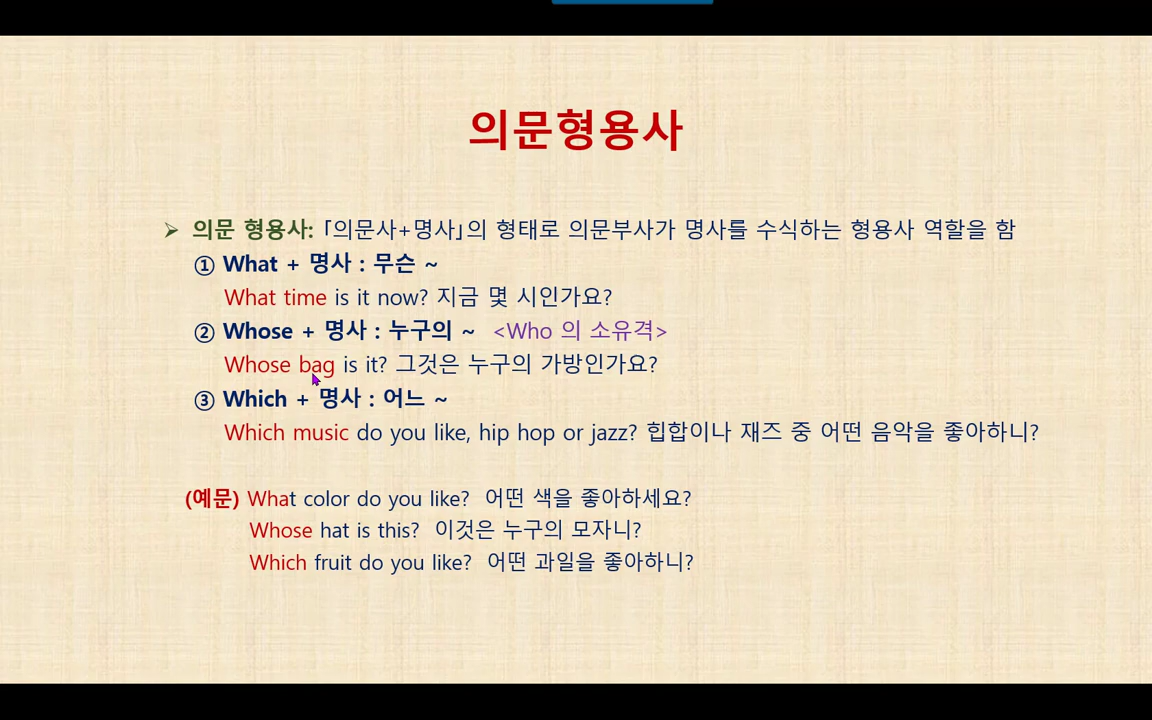 의문형용사
➢ 의문 형용사: ｢의문사+명사｣의 형태로 의문부사가 명사를 수식하는 형용사 역할을 함
① What + 명사 : 무슨 ~
What time is it now? 지금 몇 시인가요?
② Whose + 명사 : 누구의 ~ <Who 의 소유격>
Whose bag is it? 그것은 누구의 가방인가요?
③ Which + 명사 : 어느 ~
Which music do you like, hip hop or jazz? 힙합이나 재즈 중 어떤 음악을 좋아하니?
(예문) What color do you like? 어떤 색을 좋아하세요?
Whose hat is this? 이것은 누구의 모자니?
Which fruit do you like? 어떤 과일을 좋아하니?